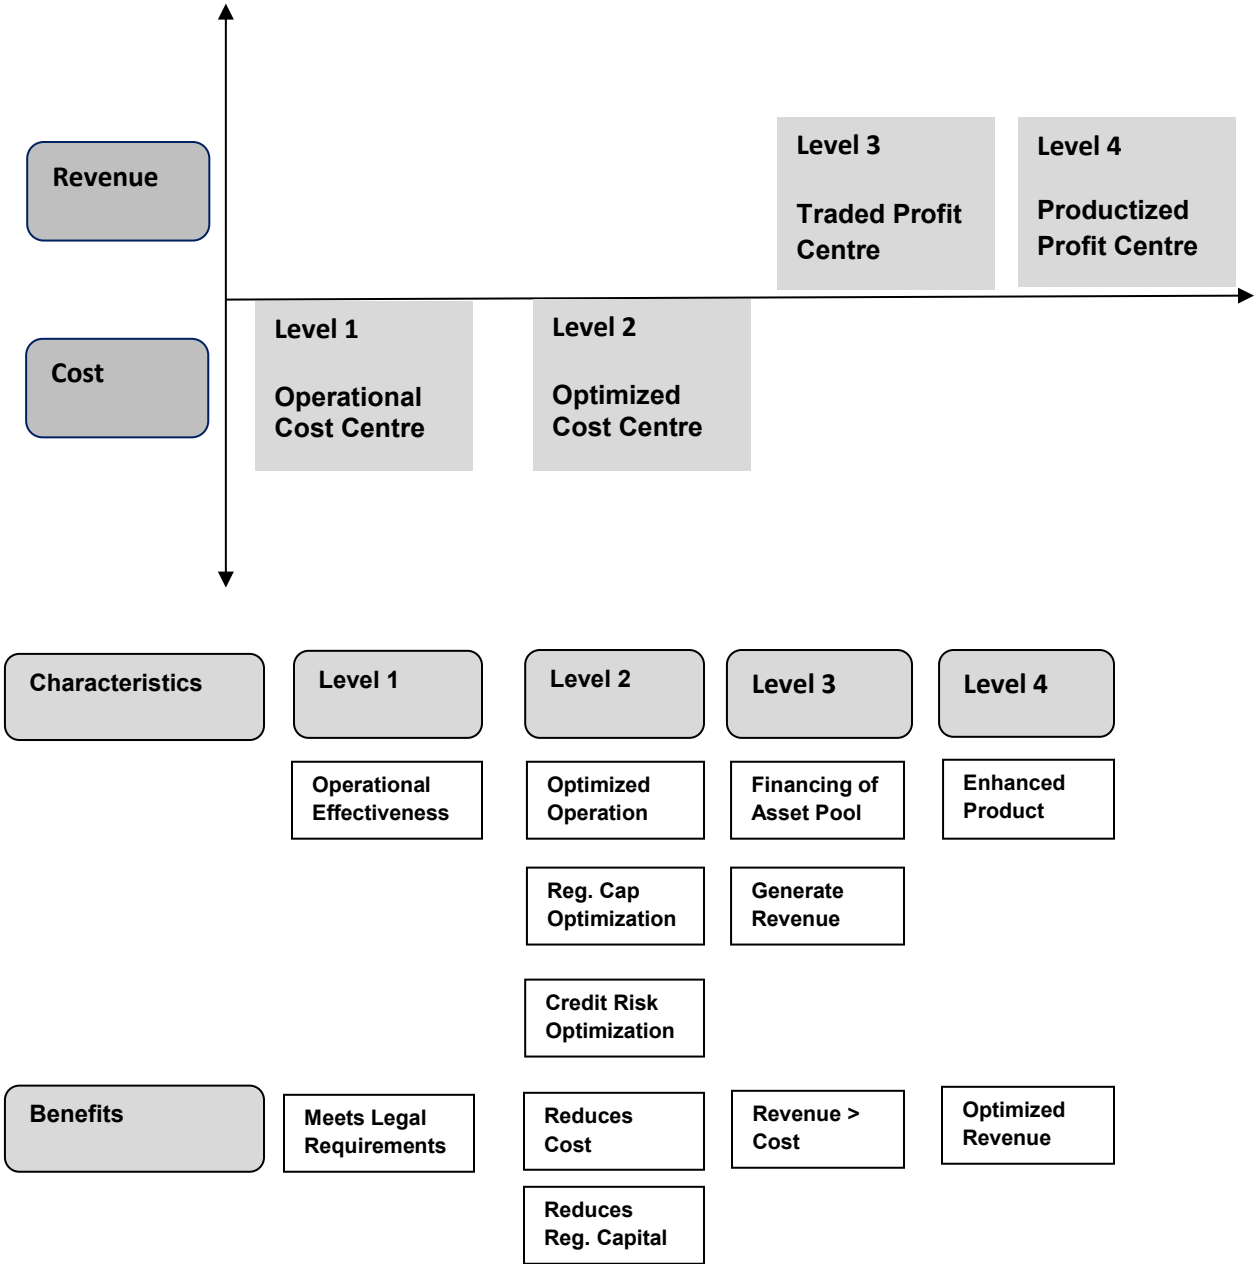 Revenue
Level 3
Traded Profit
Centre
Level 4
Productized
Profit Centre
Cost
Level 1
Operational
Cost Centre
Level 2
Optimized
Cost Centre
Characteristics
Level 1
Level 2
Level 3
Level 4
Operational
Effectiveness
Optimized
Operation
Financing of
Asset Pool
Enhanced
Product
Reg. Cap
Optimization
Generate
Revenue
Credit Risk
Optimization
Benefits
Meets Legal
Requirements
Reduces
Cost
Revenue >
Cost
Optimized
Revenue
Reduces
Reg. Capital